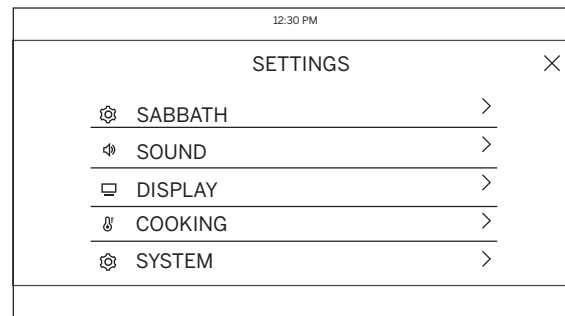 12:30 PM
SETTINGS
SABBATH
SOUND
DISPLAY
COOKING
SYSTEM